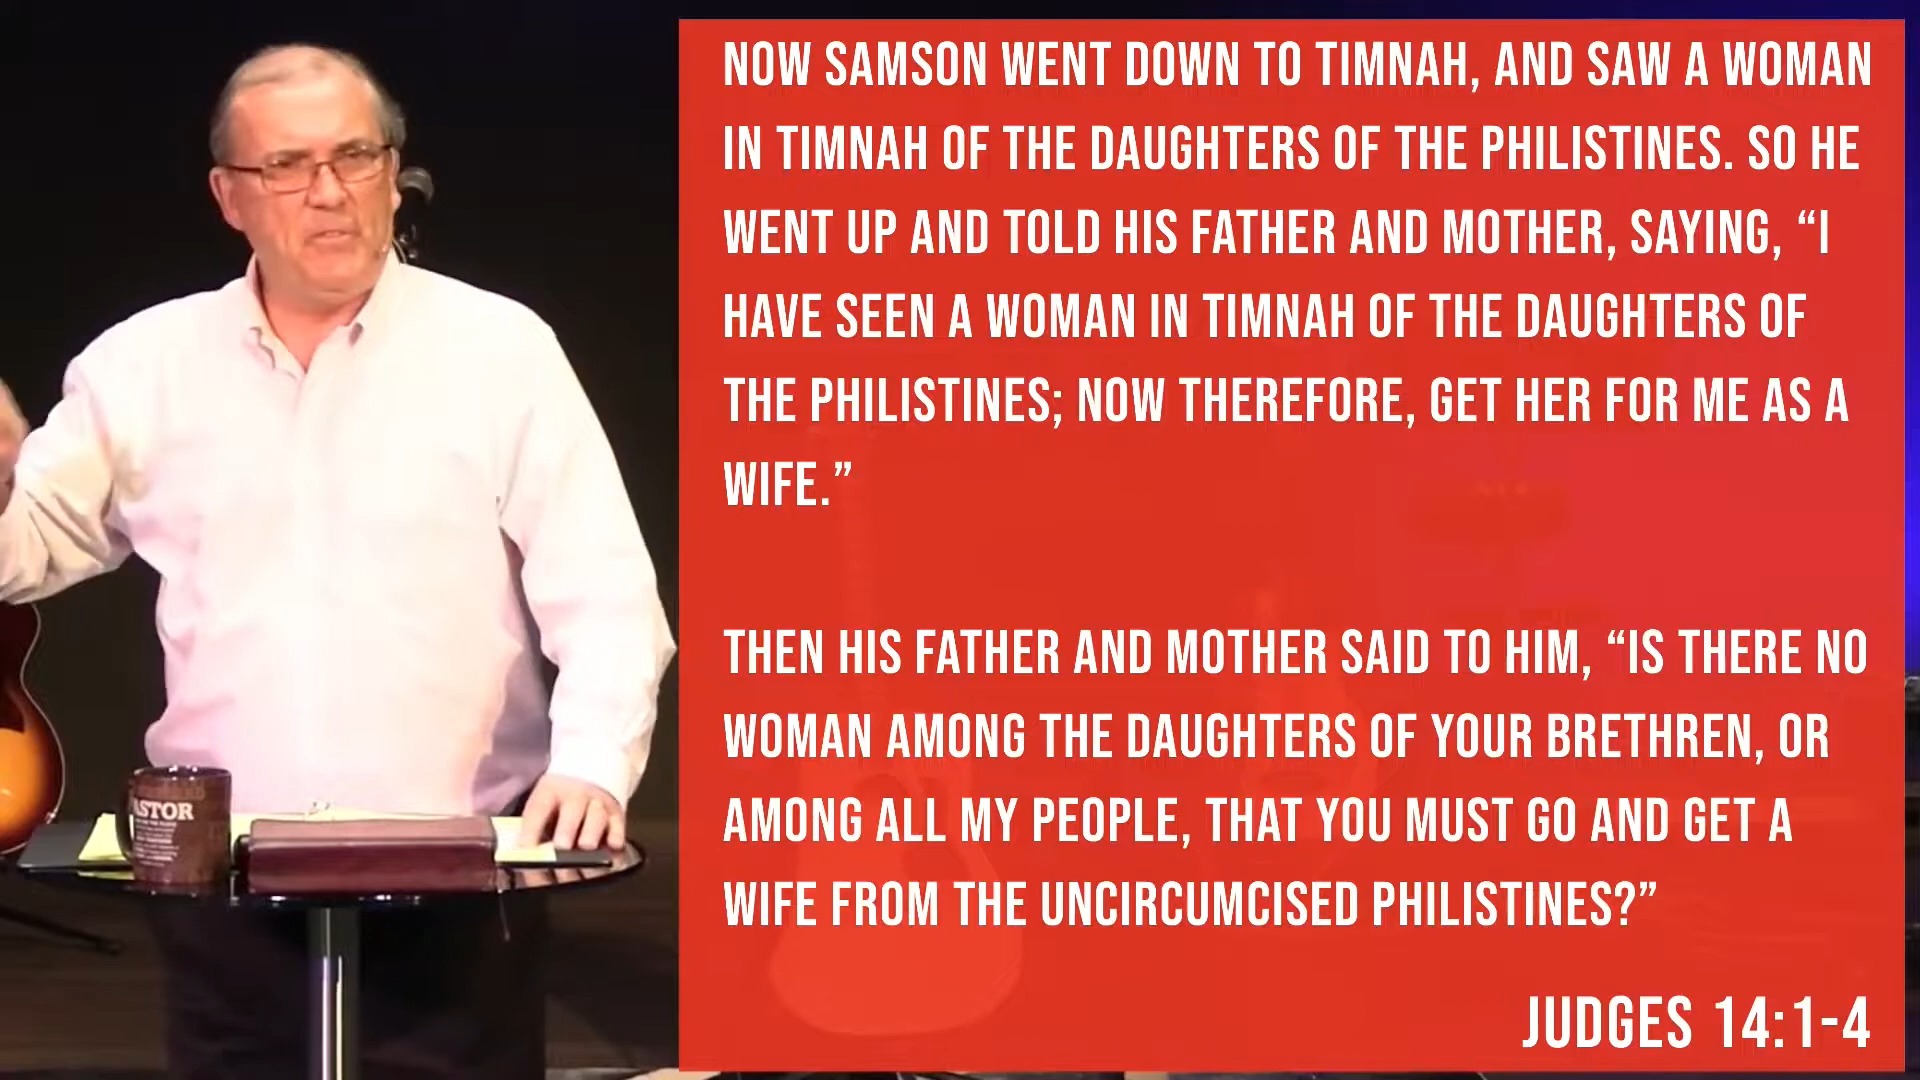 NOW SAMSON WENT DOWN TO TIMNAH, AND SAW A WOMAN
IN TIMNAH OF THE DAUGHTERS OF THE PHILISTINES. SO HE
WENT UP AND TOLD HIS FATHER AND MOTHER, SAYING, “I
HAVE SEEN A WOMAN IN TIMNAH OF THE DAUGHTERS OF
THE PHILISTINES; NOW THEREFORE, GET HER FOR ME AS A
WIFE.”
THEN HIS FATHER AND MOTHER SAID TO HIM, “IS THERE NO
WOMAN AMONG THE DAUGHTERS OF YOUR BRETHREN, OR
AMONG ALL MY PEOPLE, THAT YOU MUST GO AND GET A
WIFE FROM THE UNCIRCUMCISED PHILISTINES?”
JUDGES 14:1-4
ASTOR